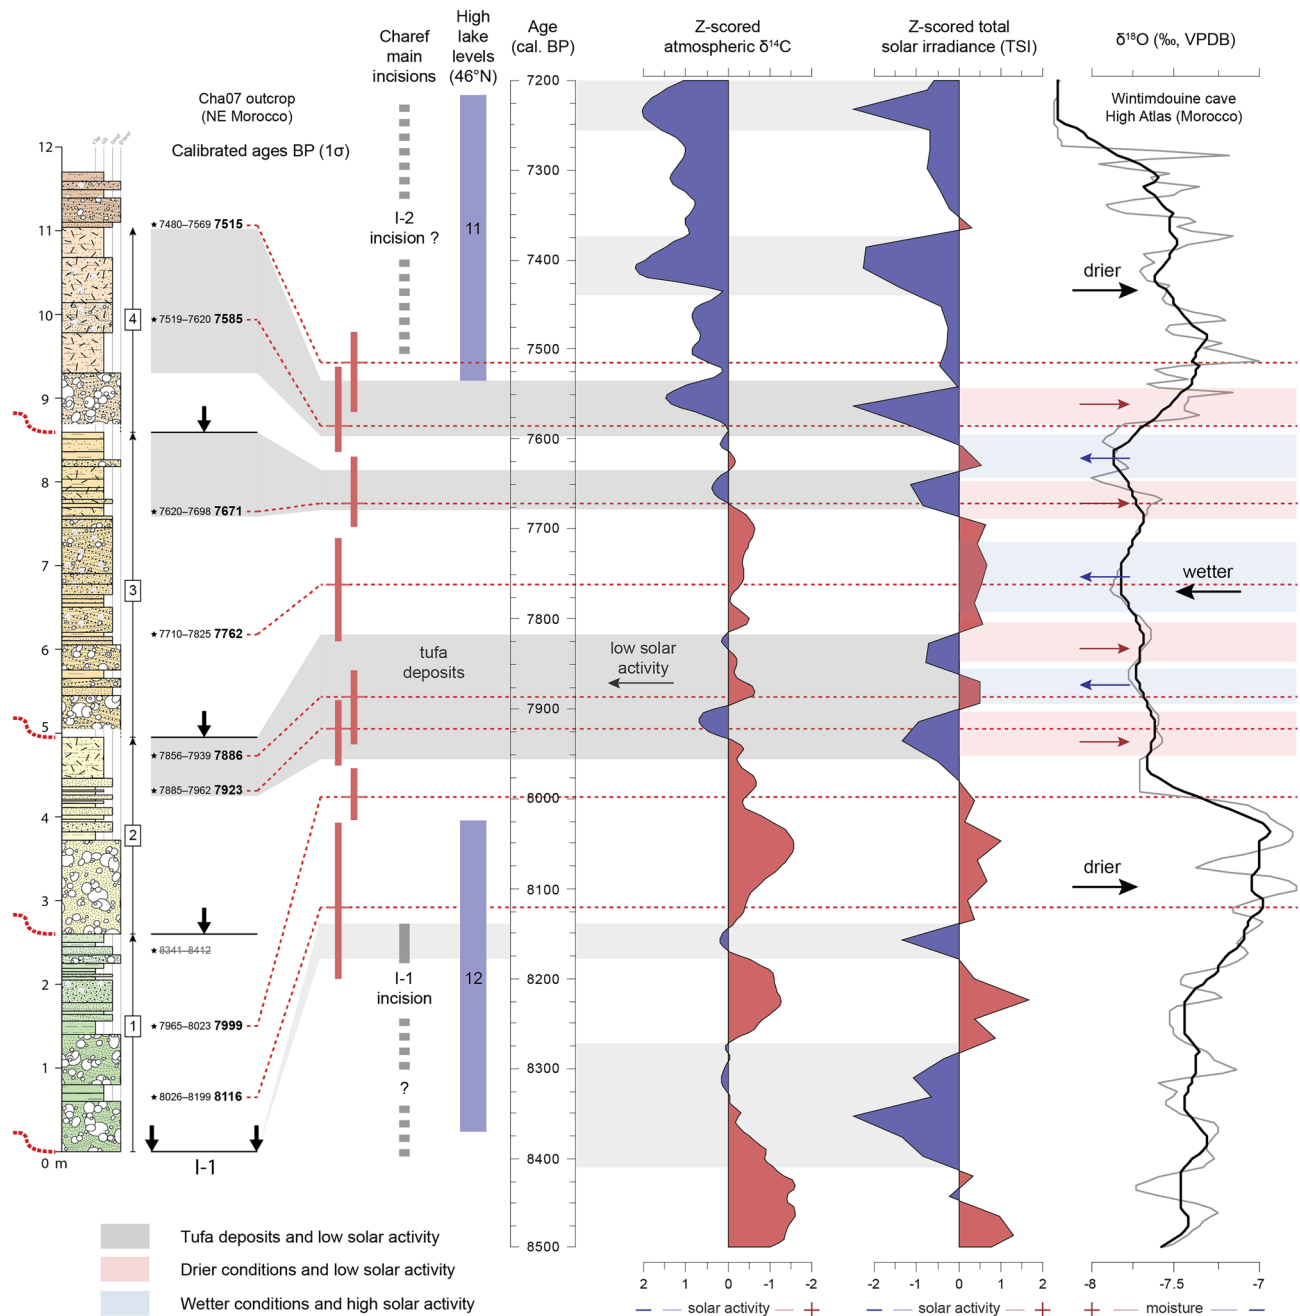 Charef
main
incisions
High
lake
levels
(46°N)
Age
(cal. BP)
Z-scored
atmospheric δ¹⁴C
Z-scored total
solar irradiance (TSI)
δ¹⁸O (‰, VPDB)
Cha07 outcrop
(NE Morocco)
Calibrated ages BP (1σ)
Wintimdouine cave
High Atlas (Morocco)
clay
silt
sand
gravel
12
11
10
9
8
7
6
5
4
3
2
1
0 m
4
3
2
1
7480–7569 7515
7519–7620 7585
7620–7698 7671
7710–7825 7762
7856–7939 7886
7885–7962 7923
8341–8412
7965–8023 7999
8026–8199 8116
I-1
I-2
incision ?
I-1
incision
?
11
12
tufa
deposits
low solar
activity
7200
7300
7400
7500
7600
7700
7800
7900
8000
8100
8200
8300
8400
8500
drier
wetter
drier
2 1 0 -1 -2
-2 -1 0 1 2
-8 -7.5 -7
solar activity +
solar activity +
+ moisture
Tufa deposits and low solar activity
Drier conditions and low solar activity
Wetter conditions and high solar activity